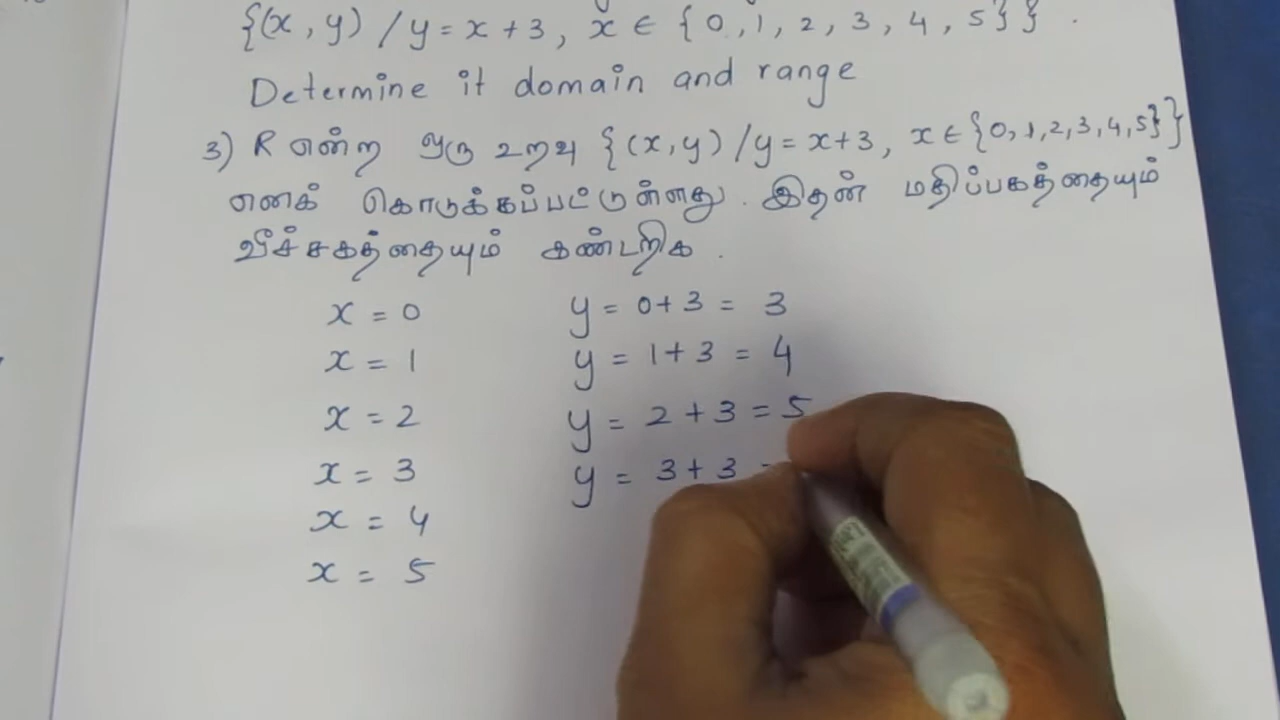 {(x, y) / y = x + 3, x ∈ {0, 1, 2, 3, 4, 5}} .
Determine it domain and range
3) R என்ற ஒரு உறவு {(x, y) / y = x+3, x ∈ {0, 1, 2, 3, 4, 5}}
எனக் கொடுக்கப்பட்டுள்ளது . இதன் மதிப்பகத்தையும்
வீச்சகத்தையும் கண்டறிக .
x = 0 y = 0+3 = 3
x = 1 y = 1+3 = 4
x = 2 y = 2 + 3 = 5
x = 3 y = 3+3 =
x = 4
x = 5